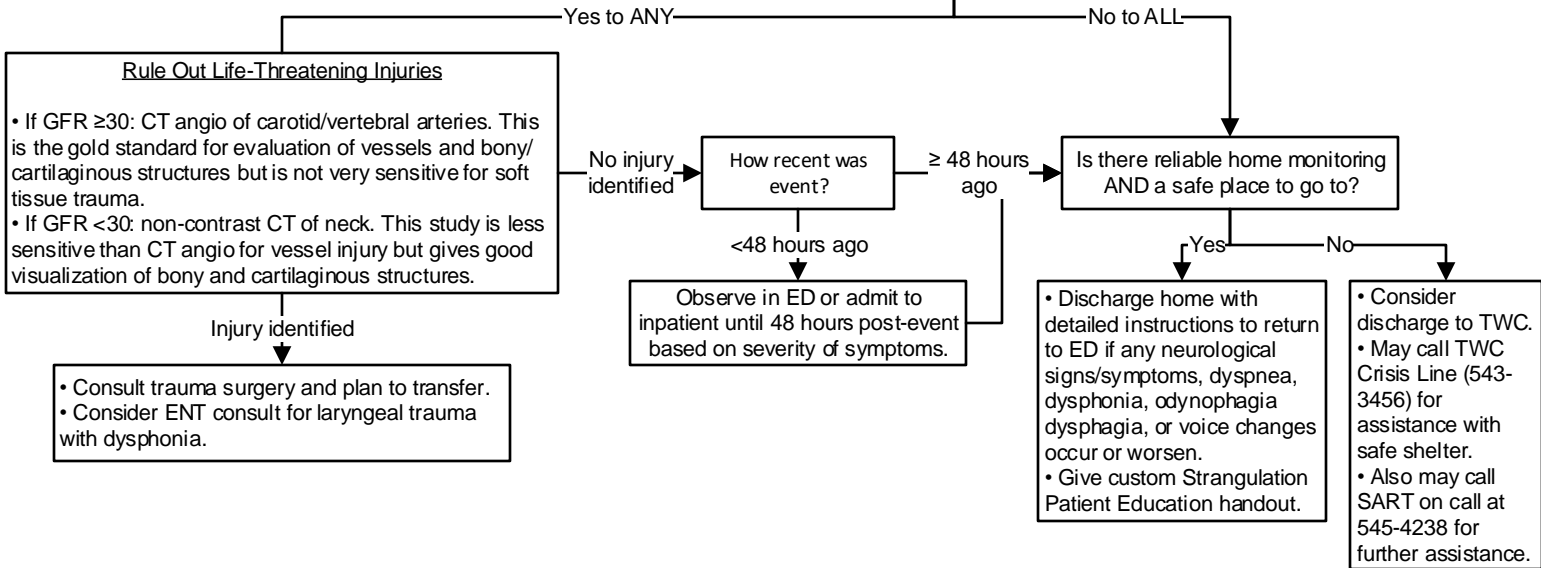 Yes to ANY
No to ALL
Rule Out Life-Threatening Injuries
• If GFR ≥30: CT angio of carotid/vertebral arteries. This
is the gold standard for evaluation of vessels and bony/
cartilaginous structures but is not very sensitive for soft
tissue trauma.
• If GFR <30: non-contrast CT of neck. This study is less
sensitive than CT angio for vessel injury but gives good
visualization of bony and cartilaginous structures.
No injury
identified
How recent was
event?
≥ 48 hours
ago
Is there reliable home monitoring
AND a safe place to go to?
<48 hours ago
Yes
No
Observe in ED or admit to
inpatient until 48 hours post-event
based on severity of symptoms.
Injury identified
• Consult trauma surgery and plan to transfer.
• Consider ENT consult for laryngeal trauma
with dysphonia.
• Discharge home with
detailed instructions to return
to ED if any neurological
signs/symptoms, dyspnea,
dysphonia, odynophagia
dysphagia, or voice changes
occur or worsen.
• Give custom Strangulation
Patient Education handout.
• Consider
discharge to TWC.
• May call TWC
Crisis Line (543-
3456) for
assistance with
safe shelter.
• Also may call
SART on call at
545-4238 for
further assistance.